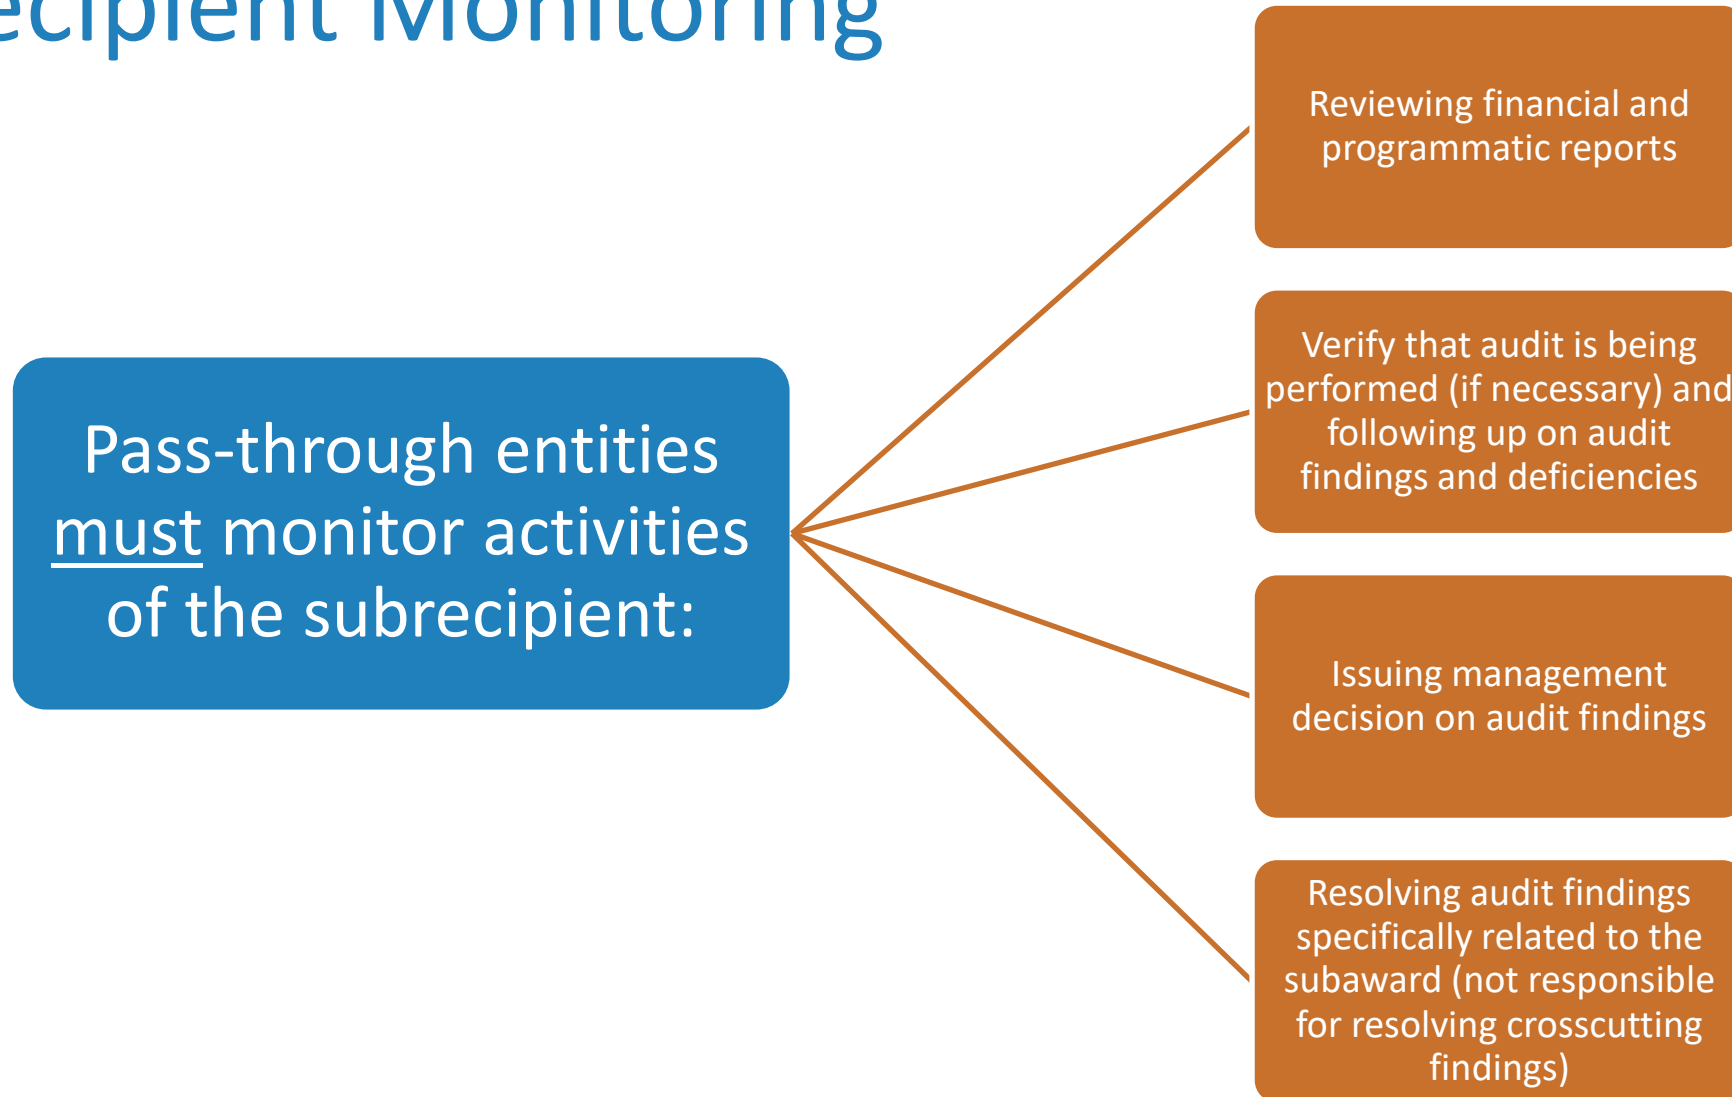 ecipient Monitoring
Pass-through entities
must monitor activities
of the subrecipient:
Reviewing financial and
programmatic reports
Verify that audit is being
performed (if necessary) and
following up on audit
findings and deficiencies
Issuing management
decision on audit findings
Resolving audit findings
specifically related to the
subaward (not responsible
for resolving crosscutting
findings)